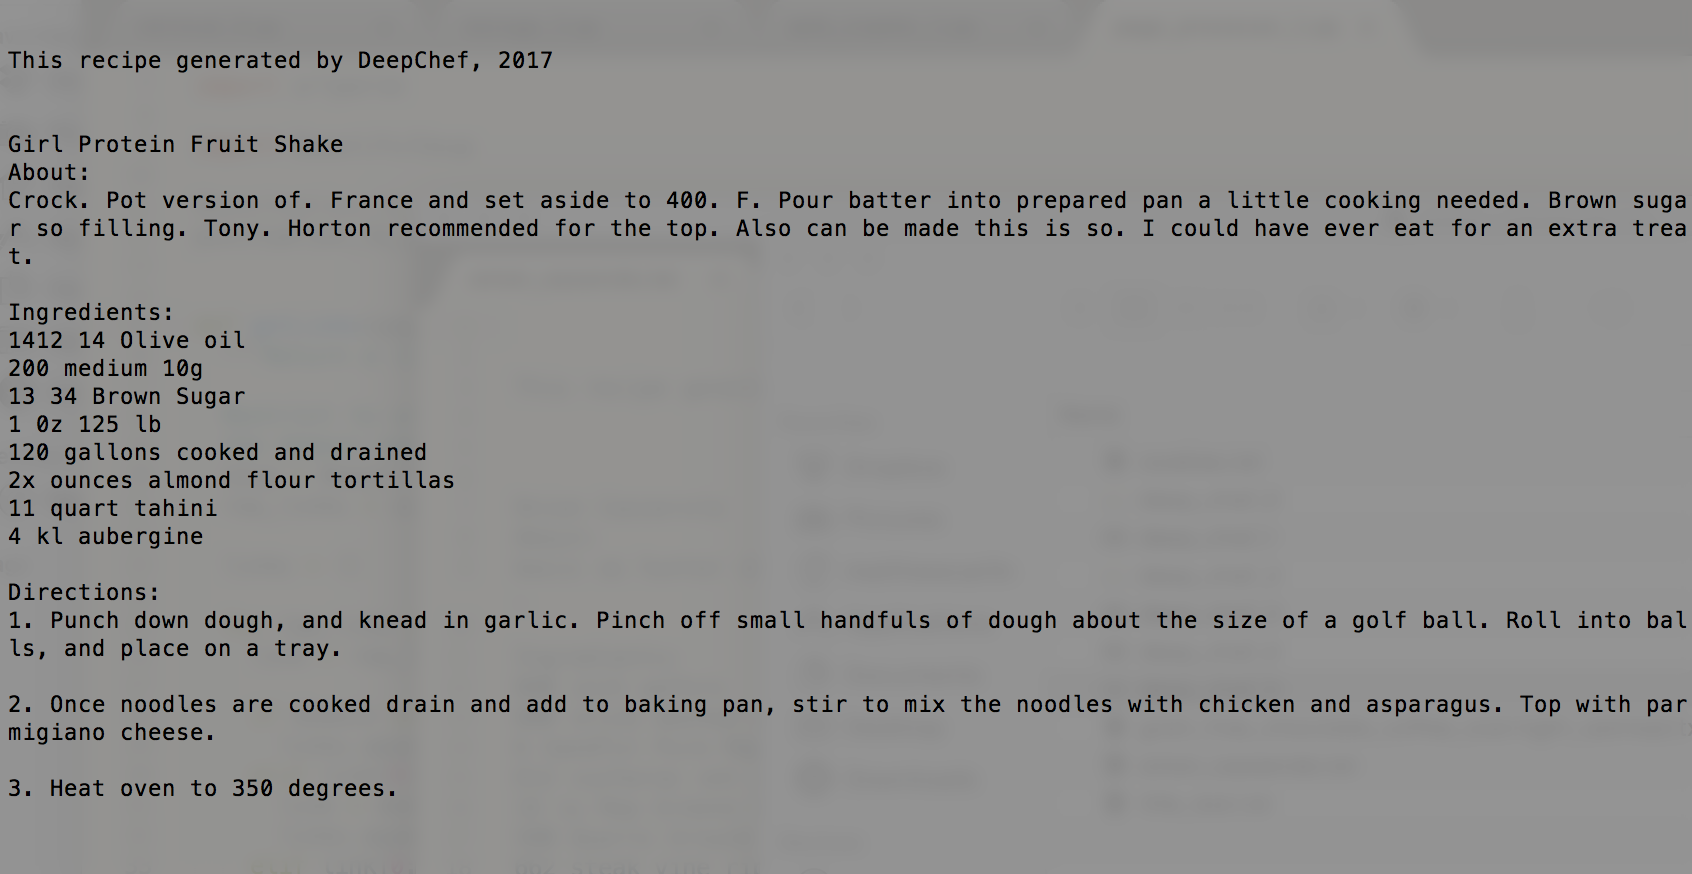 This recipe generated by DeepChef, 2017
Girl Protein Fruit Shake
About:
Crock. Pot version of. France and set aside to 400. F. Pour batter into prepared pan a little cooking needed. Brown suga
r so filling. Tony. Horton recommended for the top. Also can be made this is so. I could have ever eat for an extra trea
t.
Ingredients:
1412 14 Olive oil
200 medium 10g
13 34 Brown Sugar
1 0z 125 lb
120 gallons cooked and drained
2x ounces almond flour tortillas
11 quart tahini
4 kl aubergine
Directions:
1. Punch down dough, and knead in garlic. Pinch off small handfuls of dough about the size of a golf ball. Roll into bal
ls, and place on a tray.
2. Once noodles are cooked drain and add to baking pan, stir to mix the noodles with chicken and asparagus. Top with par
migiano cheese.
3. Heat oven to 350 degrees.